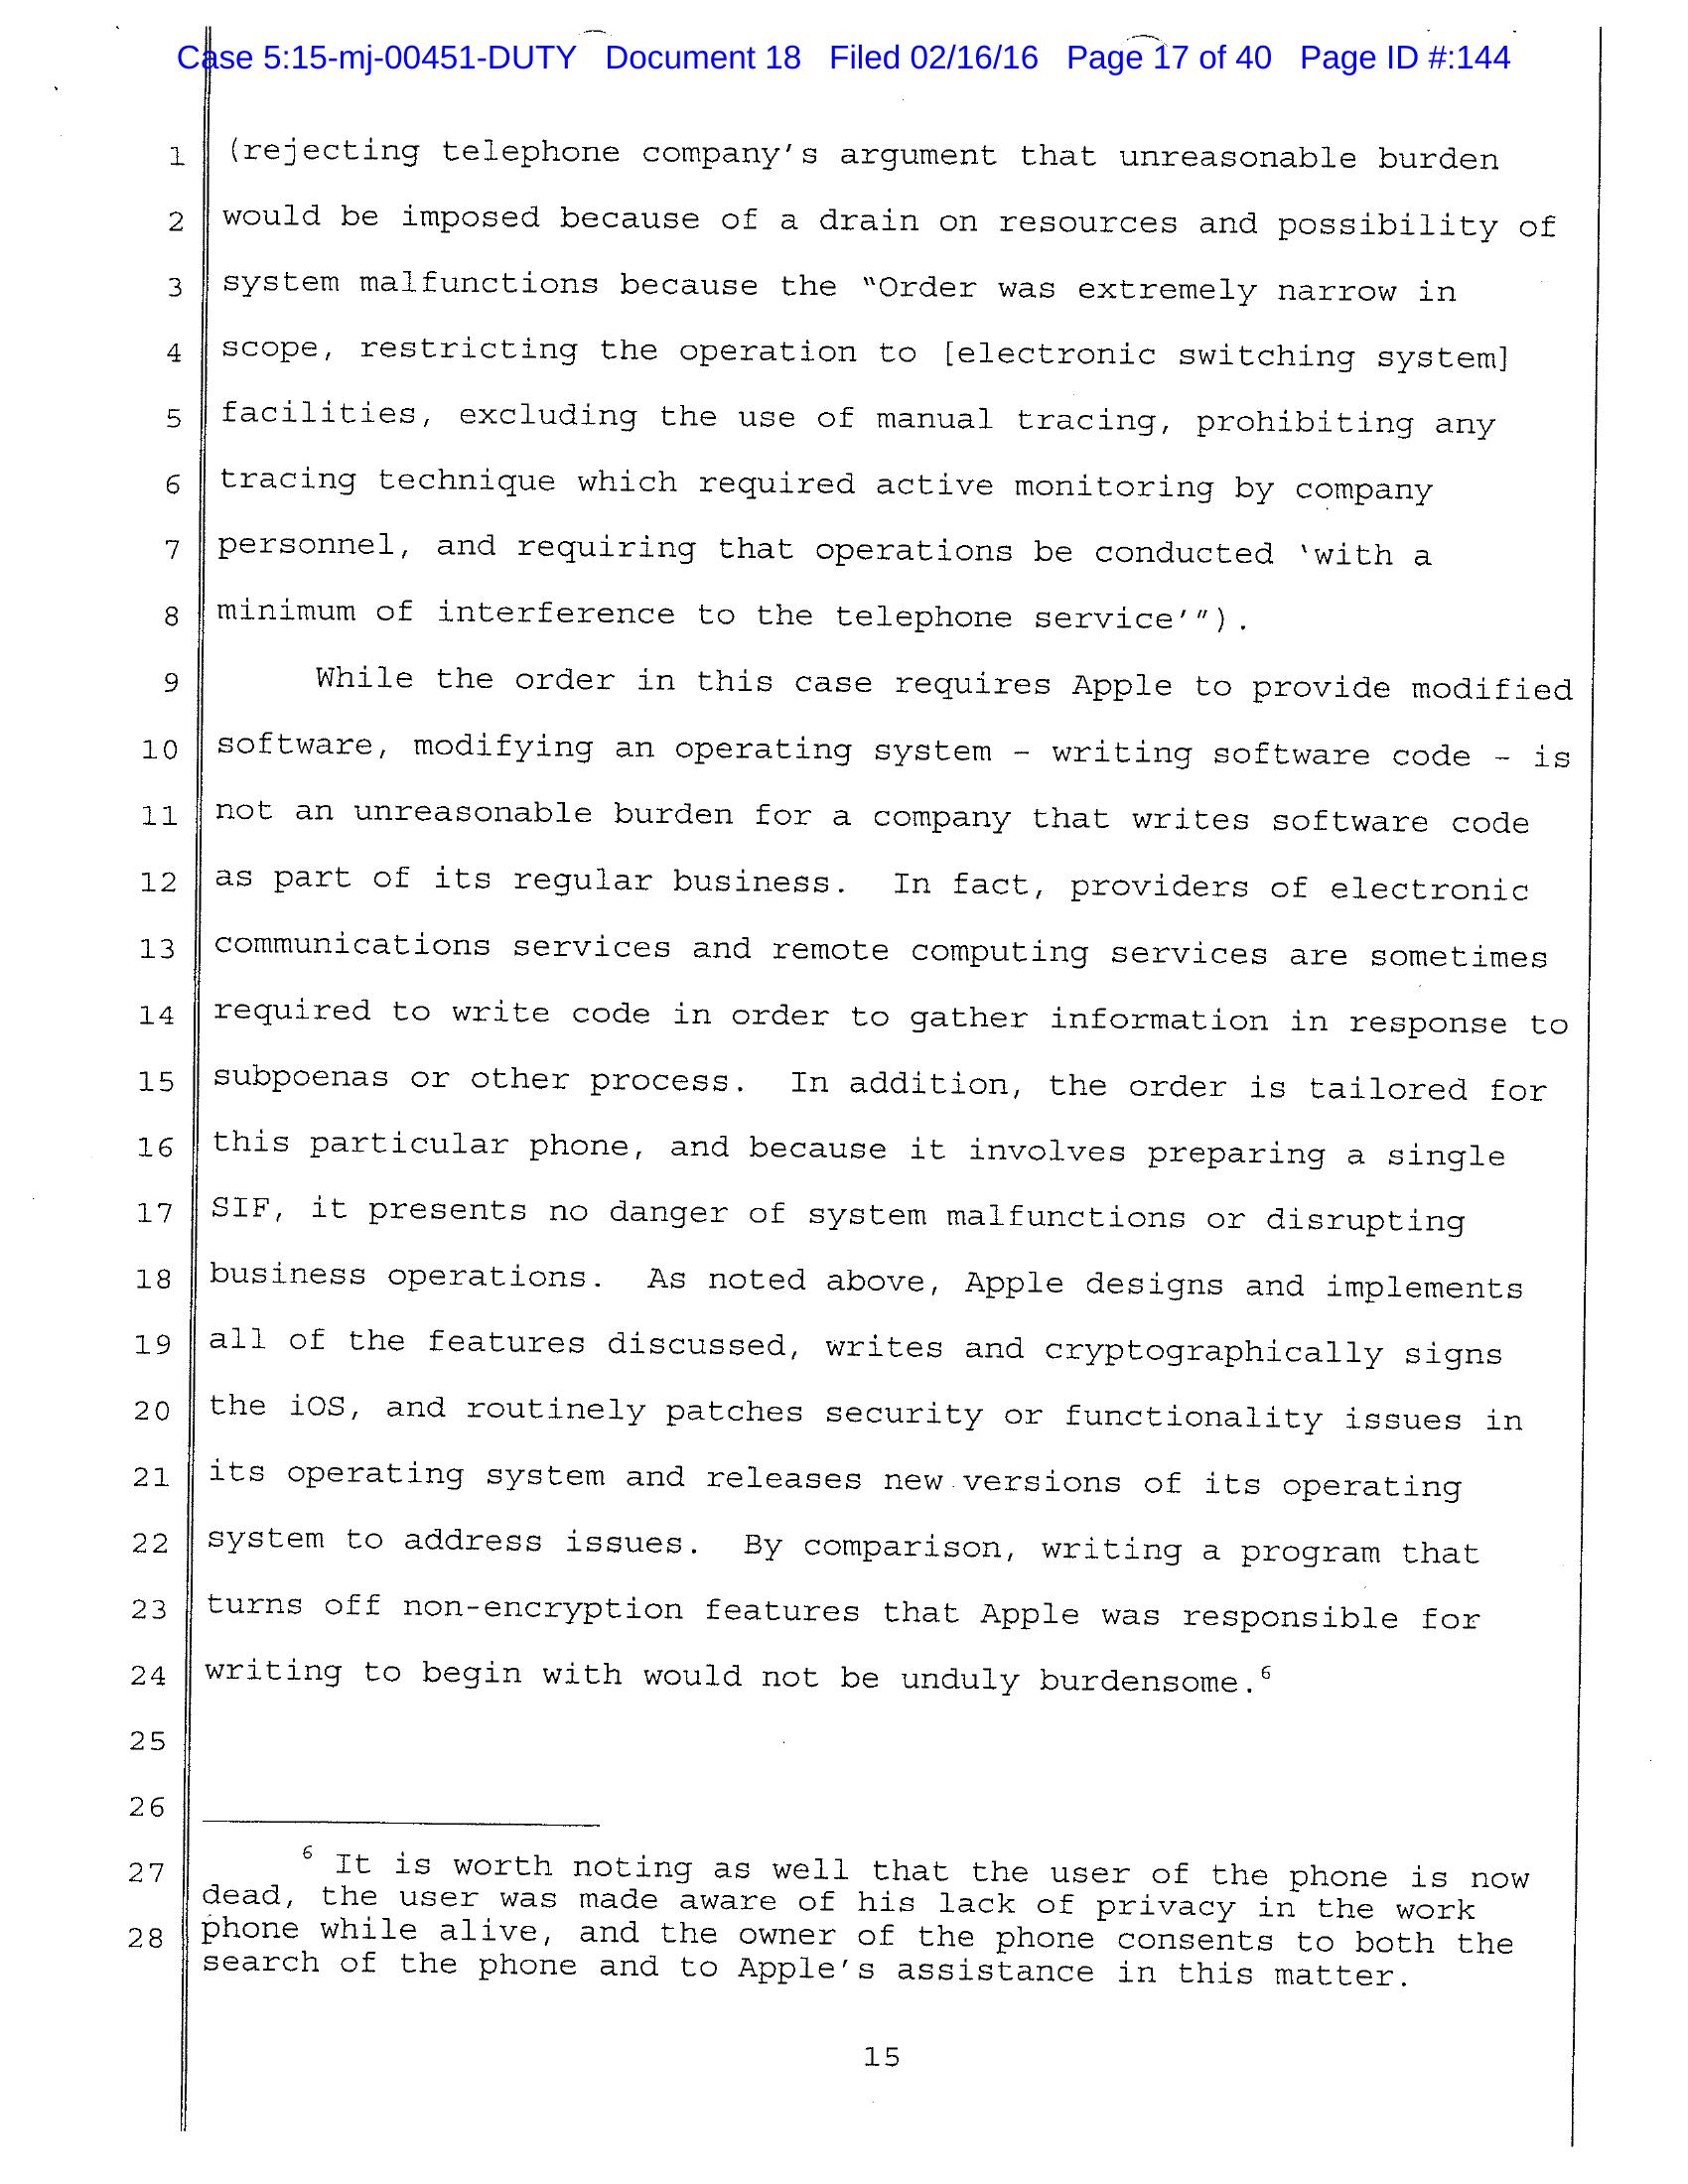 Case 5:15-mj-00451-DUTY Document 18 Filed 02/16/16 Page 17 of 40 Page ID #:144
1 (rejecting telephone company's argument that unreasonable burden
2 would be imposed because of a drain on resources and possibility of
3 system malfunctions because the "Order was extremely narrow in
4 scope, restricting the operation to [electronic switching system]
5 facilities, excluding the use of manual tracing, prohibiting any
6 tracing technique which required active monitoring by company
7 personnel, and requiring that operations be conducted 'with a
8 minimum of interference to the telephone service'").
9 While the order in this case requires Apple to provide modified
10 software, modifying an operating system – writing software code – is
11 not an unreasonable burden for a company that writes software code
12 as part of its regular business. In fact, providers of electronic
13 communications services and remote computing services are sometimes
14 required to write code in order to gather information in response to
15 subpoenas or other process. In addition, the order is tailored for
16 this particular phone, and because it involves preparing a single
17 SIF, it presents no danger of system malfunctions or disrupting
18 business operations. As noted above, Apple designs and implements
19 all of the features discussed, writes and cryptographically signs
20 the iOS, and routinely patches security or functionality issues in
21 its operating system and releases new versions of its operating
22 system to address issues. By comparison, writing a program that
23 turns off non-encryption features that Apple was responsible for
24 writing to begin with would not be unduly burdensome.6
25
26
27 6 It is worth noting as well that the user of the phone is now
dead, the user was made aware of his lack of privacy in the work
28 phone while alive, and the owner of the phone consents to both the
search of the phone and to Apple's assistance in this matter.
15